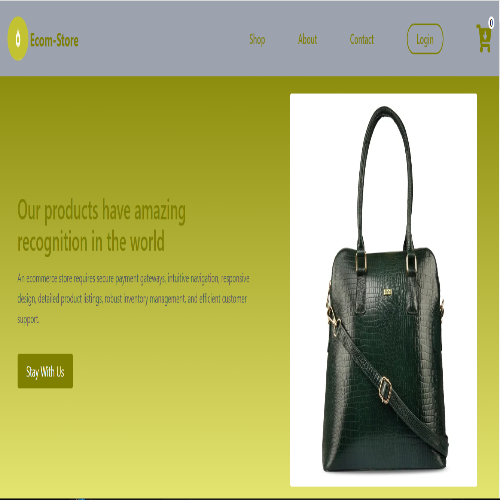 Ecom-Store
Shop
About
Contact
Login
0
Our products have amazing
recognition in the world
An ecommerce store requires secure payment gateways, intuitive navigation, responsive
design, detailed product listings, robust inventory management, and efficient customer
support.
Stay With Us